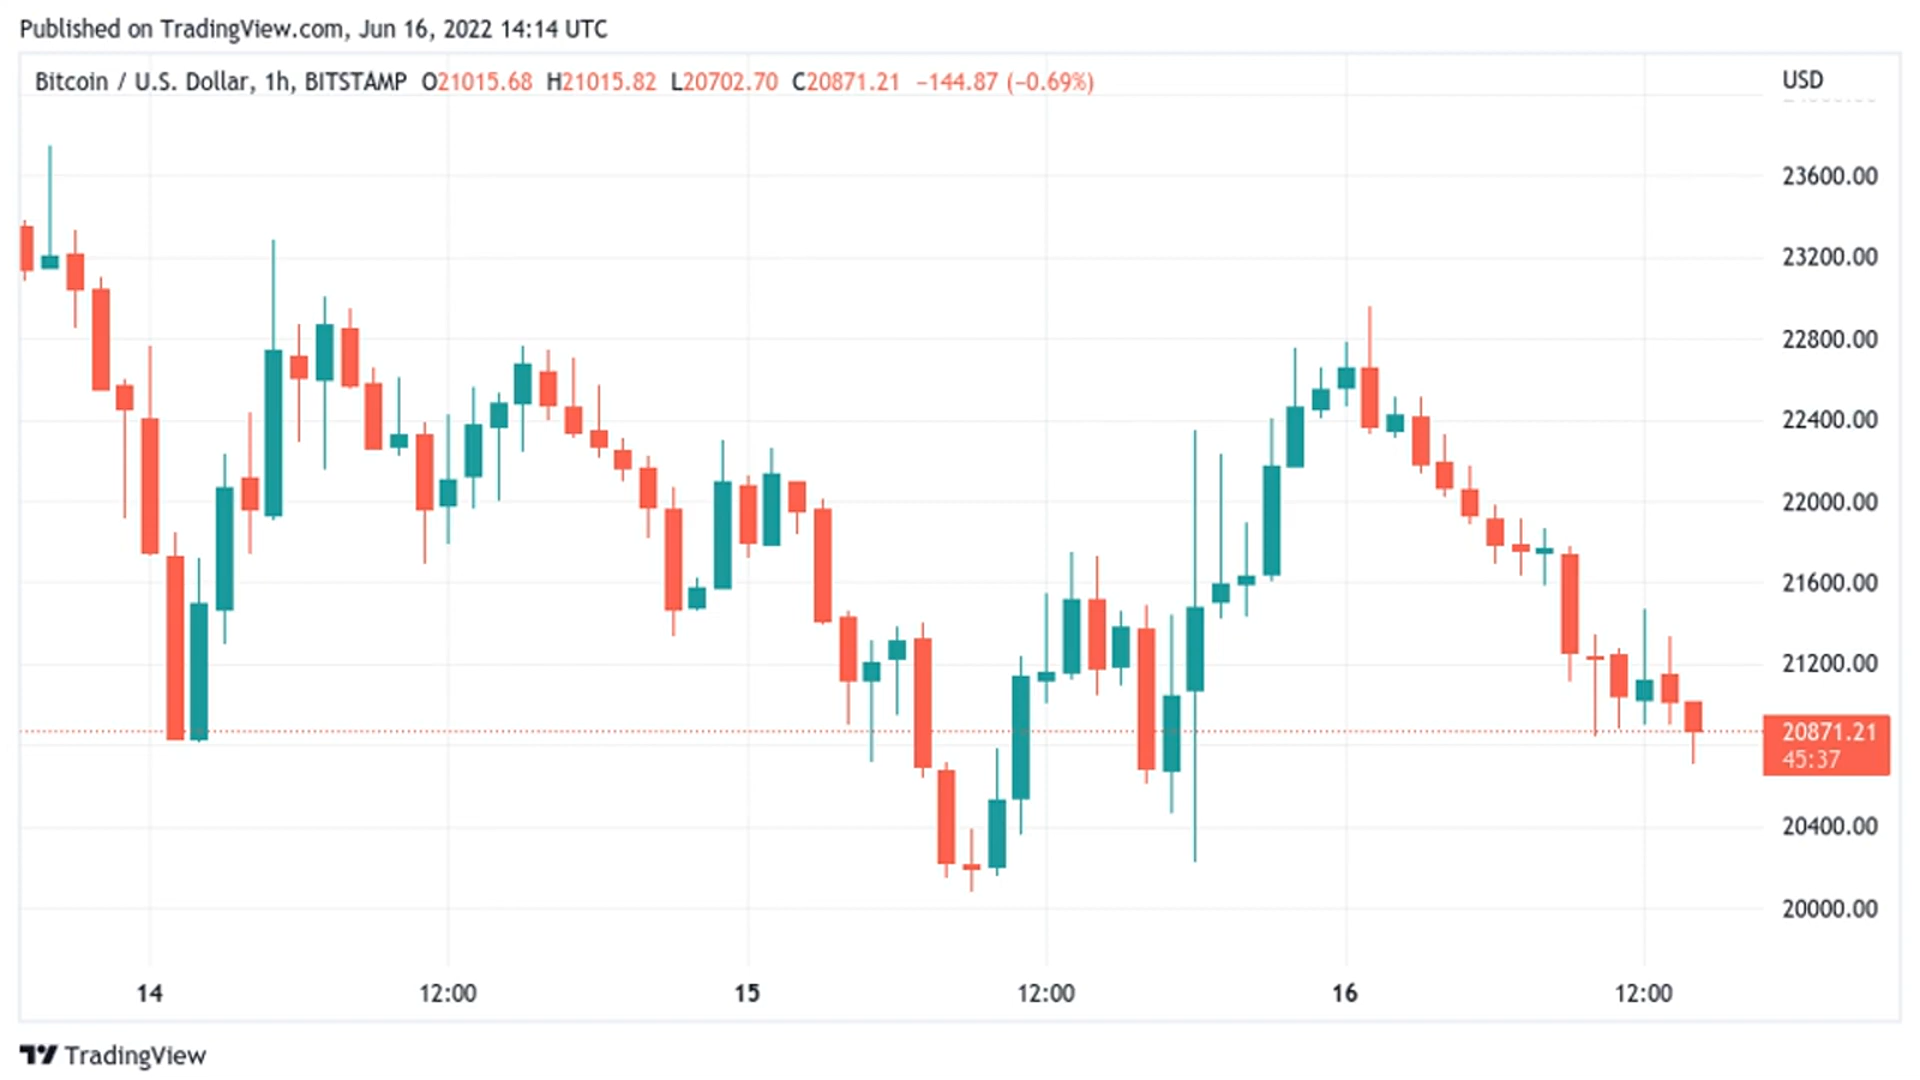 Published on TradingView.com, Jun 16, 2022 14:14 UTC
Bitcoin / U.S. Dollar, 1h, BITSTAMP O21015.68 H21015.82 L20702.70 C20871.21 −144.87 (−0.69%)
USD
23600.00
23200.00
22800.00
22400.00
22000.00
21600.00
21200.00
20871.21
45:37
20400.00
20000.00
14 12:00 15 12:00 16 12:00
TradingView